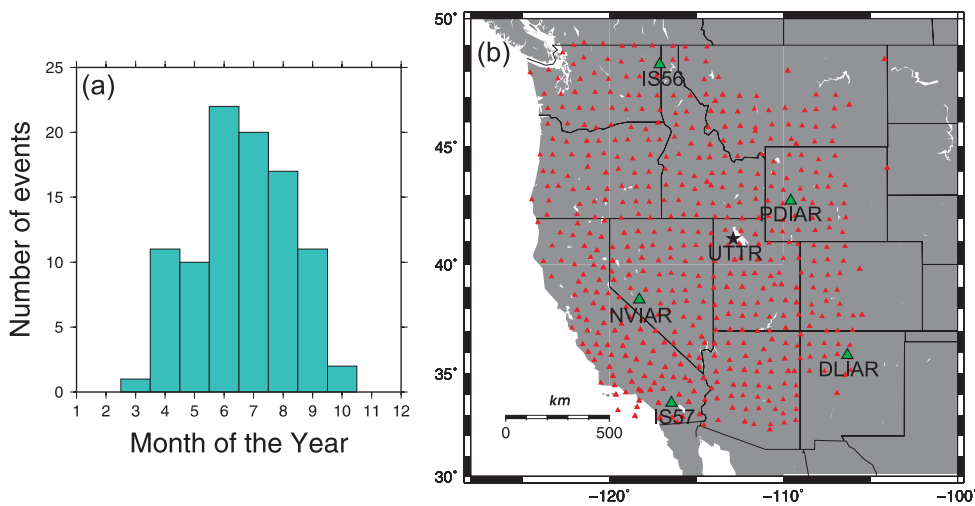 (a)
Number of events
25
20
15
10
5
0
1 2 3 4 5 6 7 8 9 10 11 12
Month of the Year
(b)
50°
45°
40°
35°
30°
IS56
PDIAR
UTTR
NVIAR
DLIAR
IS57
km
0 500
−120° −110° −100°